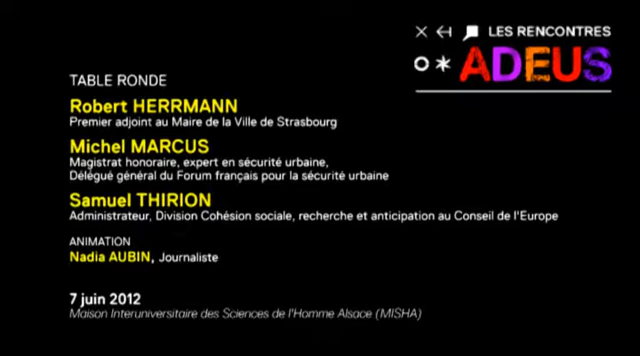 LES RENCONTRES
ADEUS
TABLE RONDE
Robert HERRMANN
Premier adjoint au Maire de la Ville de Strasbourg
Michel MARCUS
Magistrat honoraire, expert en sécurité urbaine,
Délégué général du Forum français pour la sécurité urbaine
Samuel THIRION
Administrateur, Division Cohésion sociale, recherche et anticipation au Conseil de l'Europe
ANIMATION
Nadia AUBIN, Journaliste
7 juin 2012
Maison Interuniversitaire des Sciences de l'Homme Alsace (MISHA)